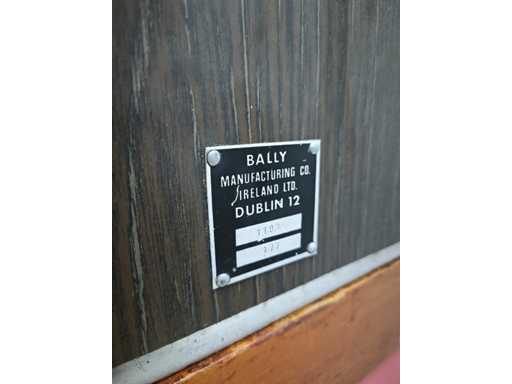 BALLY
MANUFACTURING CO.
IRELAND LTD.
DUBLIN 12